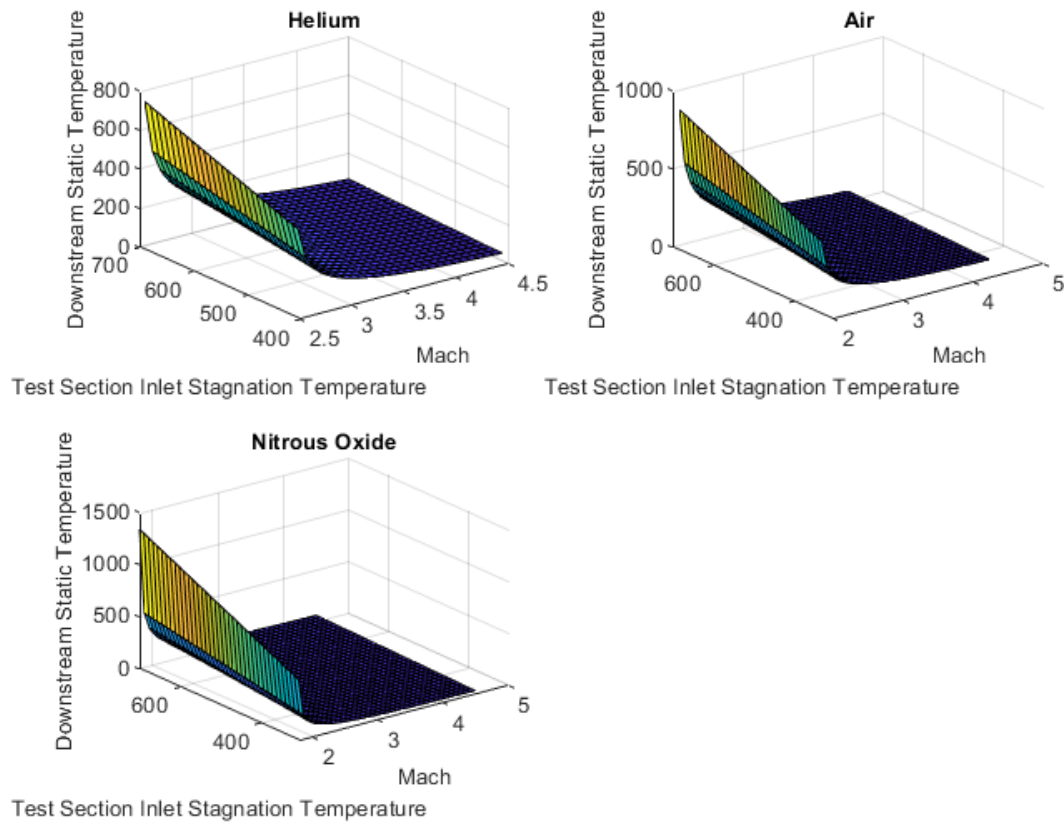 Helium
Downstream Static Temperature
800
600
400
200
0
700
600
500
400
2.5
3
3.5
4
4.5
Mach
Test Section Inlet Stagnation Temperature
Air
Downstream Static Temperature
1000
500
0
600
400
2
3
4
5
Mach
Test Section Inlet Stagnation Temperature
Nitrous Oxide
Downstream Static Temperature
1500
1000
500
0
600
400
2
3
4
5
Mach
Test Section Inlet Stagnation Temperature